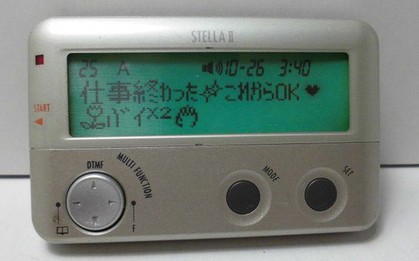 STELLA II
25 A 10-26 3:40
仕事終わった これからOK ♥
バイ×2
START
DTMF
MULTI FUNCTION
MODE
SET
F